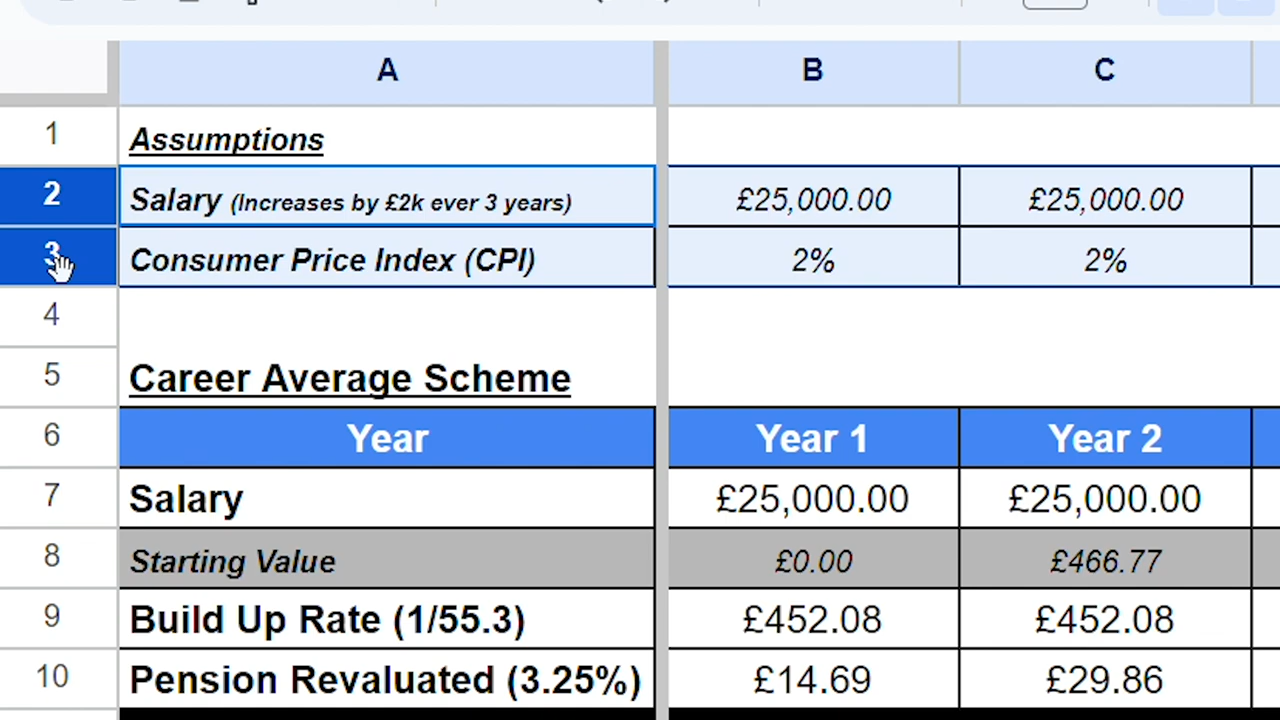 A B C
1 Assumptions
2 Salary (Increases by £2k ever 3 years) £25,000.00 £25,000.00
3 Consumer Price Index (CPI) 2% 2%
4
5 Career Average Scheme
6 Year Year 1 Year 2
7 Salary £25,000.00 £25,000.00
8 Starting Value £0.00 £466.77
9 Build Up Rate (1/55.3) £452.08 £452.08
10 Pension Revaluated (3.25%) £14.69 £29.86